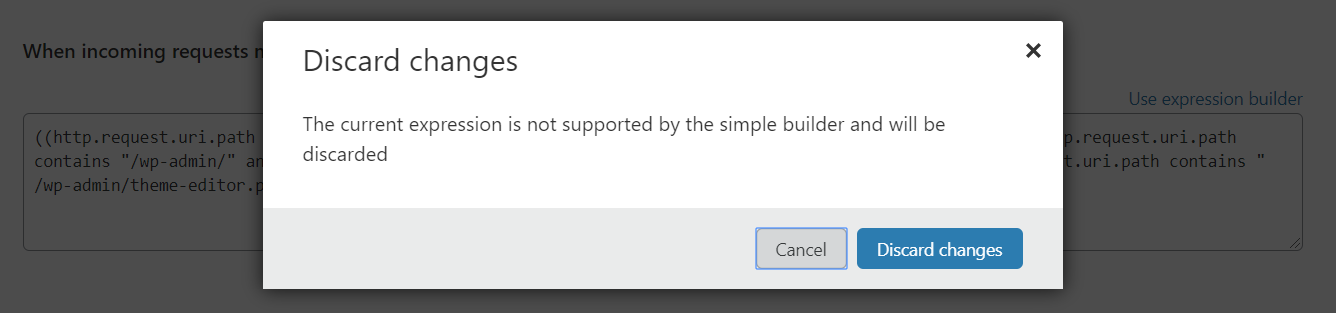 When incoming requests
Discard changes
Use expression builder
The current expression is not supported by the simple builder and will be
discarded
((http.request.uri.path
p.request.uri.path
contains "/wp-admin/" an
t.uri.path contains "
/wp-admin/theme-editor.p
Cancel
Discard changes